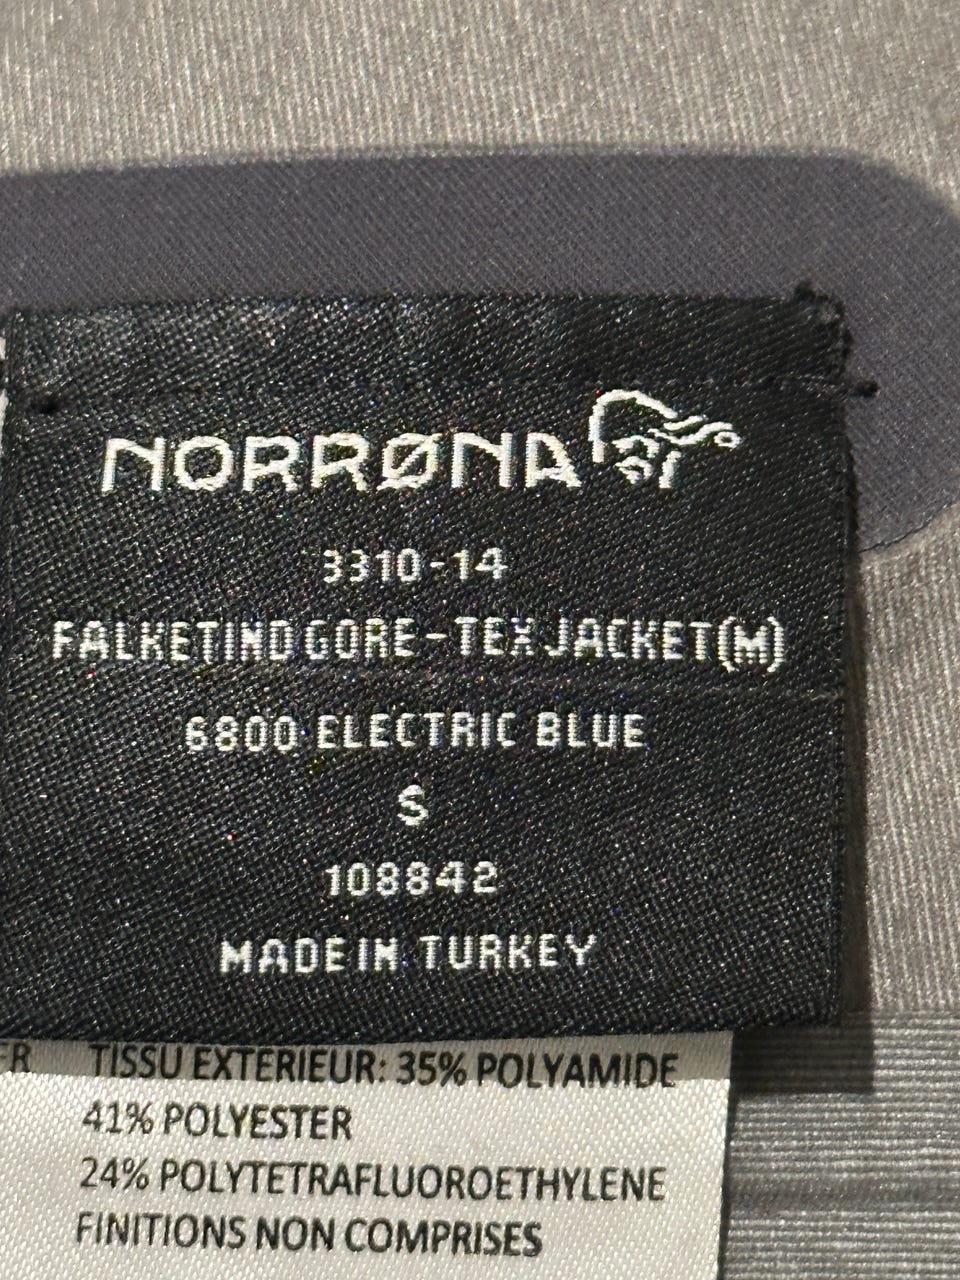 NORRØNA
3310-14
FALKETIND GORE-TEX JACKET(M)
6800 ELECTRIC BLUE
S
108842
MADE IN TURKEY
TISSU EXTERIEUR: 35% POLYAMIDE
41% POLYESTER
24% POLYTETRAFLUOROETHYLENE
FINITIONS NON COMPRISES